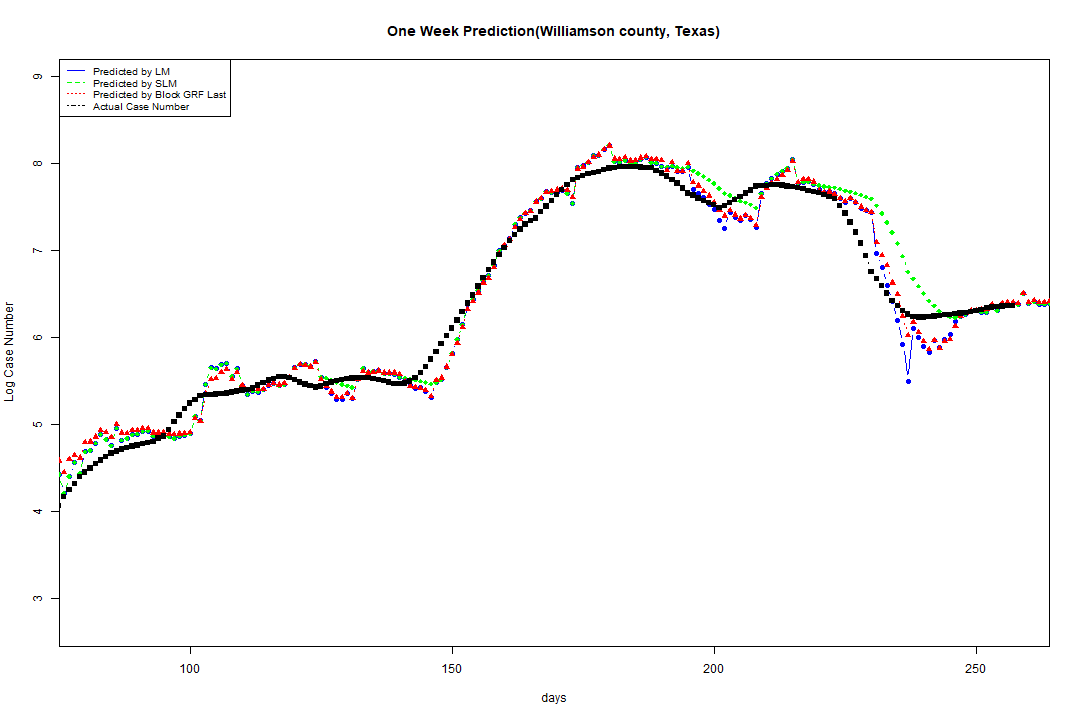 One Week Prediction(Williamson county, Texas)
Predicted by LM
Predicted by SLM
Predicted by Block GRF Last
Actual Case Number
9
8
7
6
5
4
3
Log Case Number
100 150 200 250
days